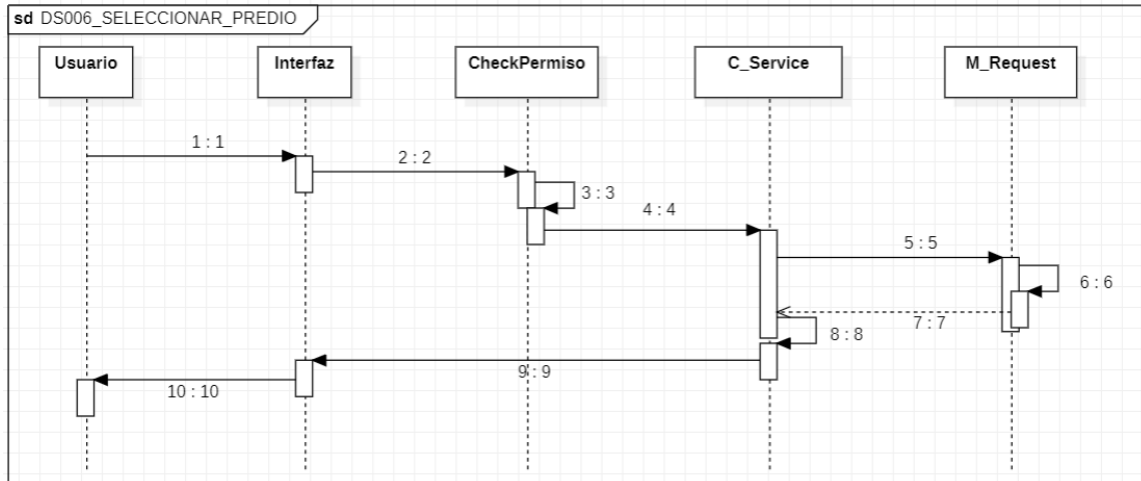 sd DS006_SELECCIONAR_PREDIO
Usuario
Interfaz
CheckPermiso
C_Service
M_Request
1 : 1
2 : 2
3 : 3
4 : 4
5 : 5
6 : 6
7 : 7
8 : 8
9 : 9
10 : 10